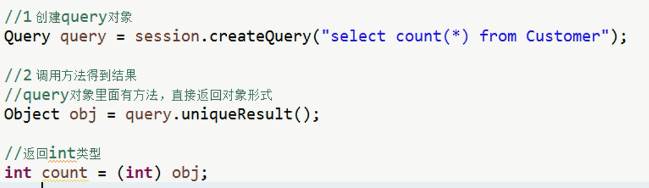 //1 创建query对象
Query query = session.createQuery("select count(*) from Customer");
//2 调用方法得到结果
//query对象里面有方法，直接返回对象形式
Object obj = query.uniqueResult();
//返回int类型
int count = (int) obj;